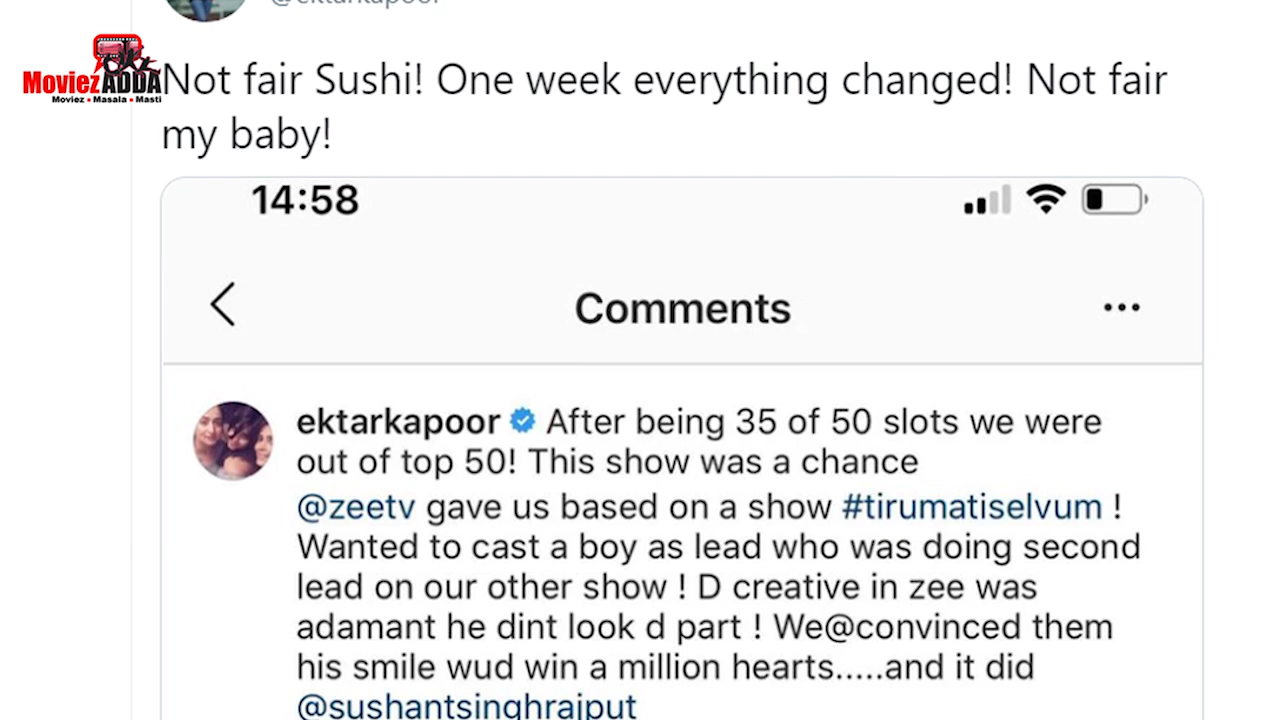 @ektarkapoor
MoviezADDA
Moviez • Masala • Masti
Not fair Sushi! One week everything changed! Not fair
my baby!
14:58
Comments
ektarkapoor After being 35 of 50 slots we were
out of top 50! This show was a chance
@zeetv gave us based on a show #tirumatiselvum !
Wanted to cast a boy as lead who was doing second
lead on our other show ! D creative in zee was
adamant he dint look d part ! We@convinced them
his smile wud win a million hearts.....and it did
@sushantsinghrajput